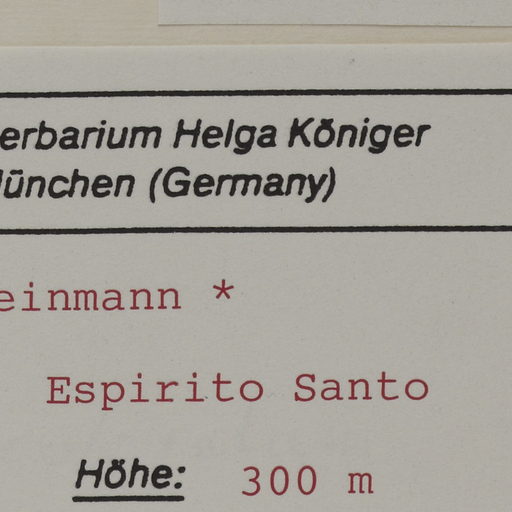 erbarium Helga Königer
ünchen (Germany)
einmann *
Espirito Santo
Höhe: 300 m